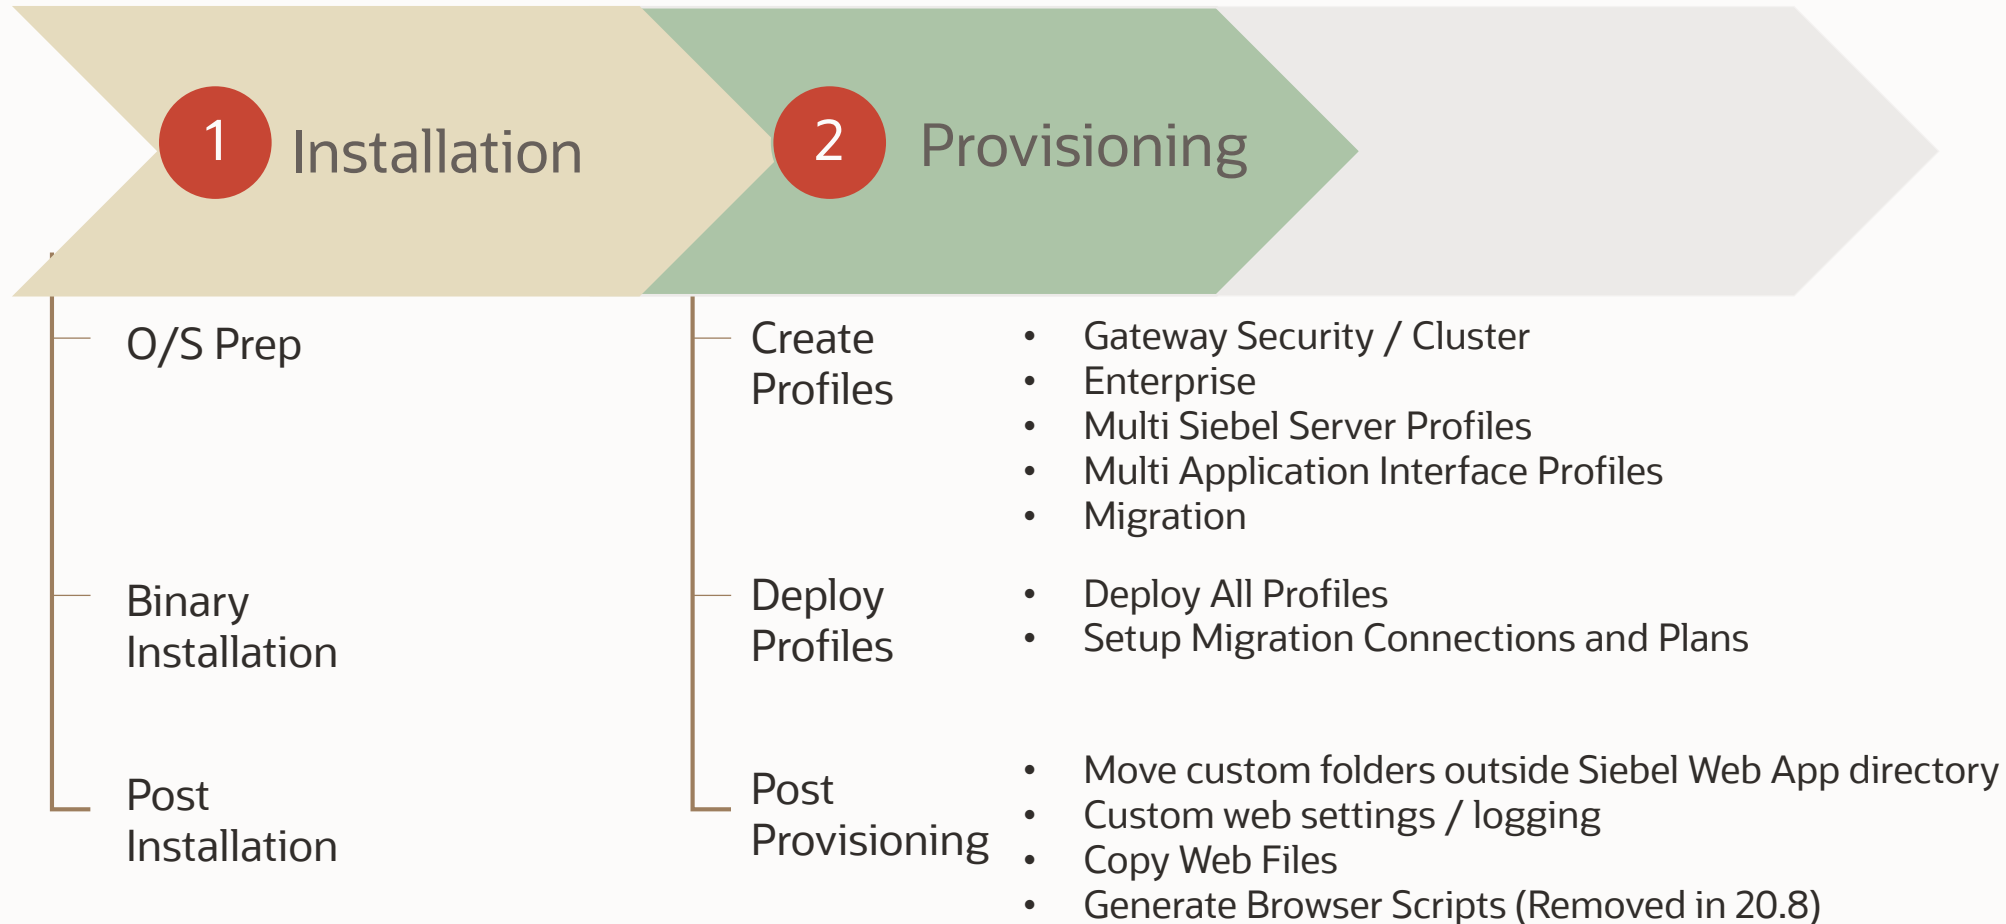 1 Installation
2 Provisioning
O/S Prep
Binary
Installation
Post
Installation
Create
Profiles
• Gateway Security / Cluster
• Enterprise
• Multi Siebel Server Profiles
• Multi Application Interface Profiles
• Migration
Deploy
Profiles
• Deploy All Profiles
• Setup Migration Connections and Plans
Post
Provisioning
• Move custom folders outside Siebel Web App directory
• Custom web settings / logging
• Copy Web Files
• Generate Browser Scripts (Removed in 20.8)